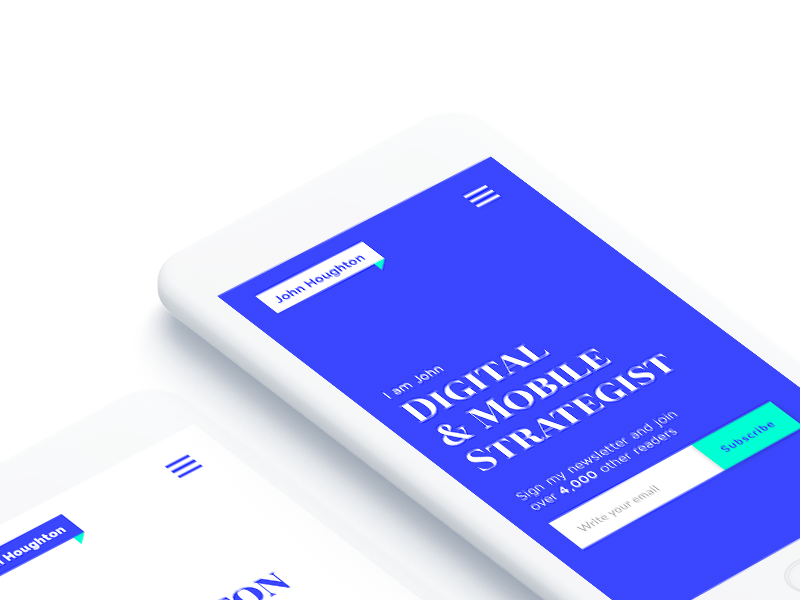 John Houghton
I am John
DIGITAL
& MOBILE
STRATEGIST
Sign my newsletter and join
over 4,000 other readers
Write your email
Subscribe
Houghton